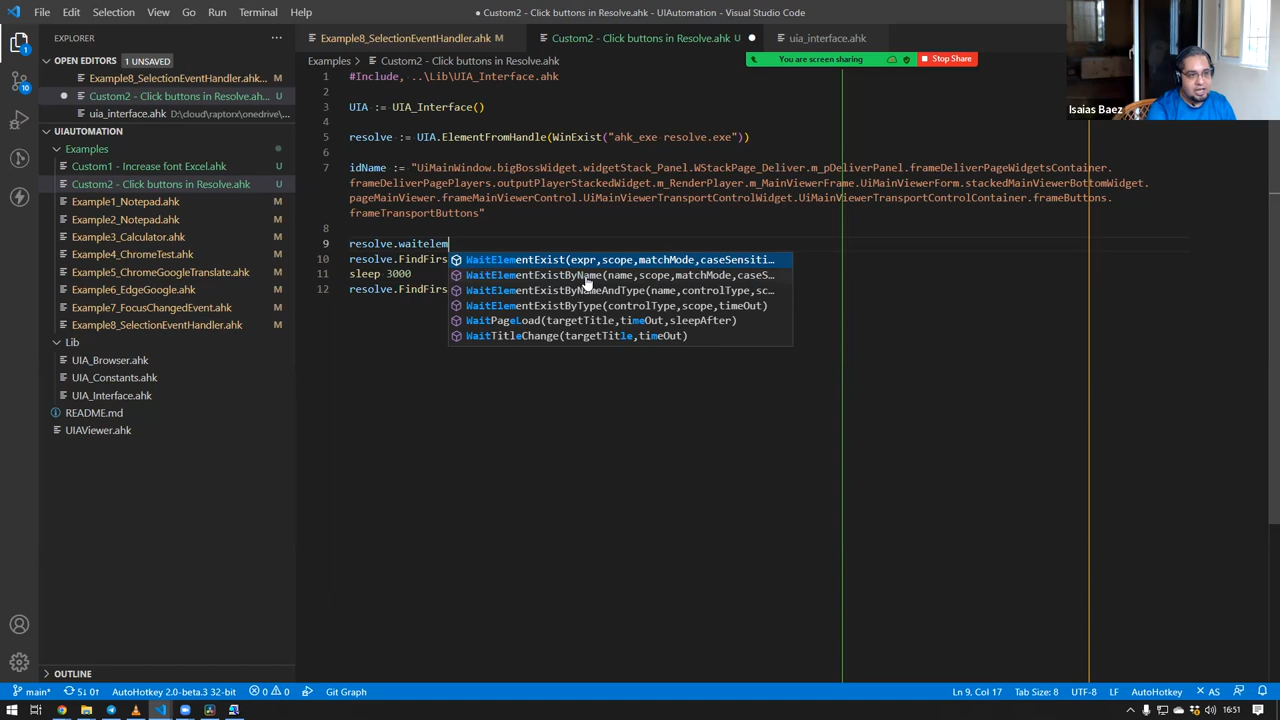 File Edit Selection View Go Run Terminal Help
● Custom2 - Click buttons in Resolve.ahk - UIAutomation - Visual Studio Code
EXPLORER
OPEN EDITORS 1 UNSAVED
Example8_SelectionEventHandler.ahk...
Custom2 - Click buttons in Resolve.ah... U
uia_interface.ahk D:\cloud\raptorx\onedrive\...
UIAUTOMATION
Examples
Custom1 - Increase font Excel.ahk U
Custom2 - Click buttons in Resolve.ahk U
Example1_Notepad.ahk M
Example2_Notepad.ahk M
Example3_Calculator.ahk M
Example4_ChromeTest.ahk M
Example5_ChromeGoogleTranslate.ahk M
Example6_EdgeGoogle.ahk M
Example7_FocusChangedEvent.ahk M
Example8_SelectionEventHandler.ahk M
Lib
UIA_Browser.ahk
UIA_Constants.ahk
UIA_Interface.ahk
README.md
UIAViewer.ahk
OUTLINE
Example8_SelectionEventHandler.ahk M
Custom2 - Click buttons in Resolve.ahk U ●
uia_interface.ahk
You are screen sharing
Stop Share
Isaias Baez
Examples > Custom2 - Click buttons in Resolve.ahk
1 #Include, ..\Lib\UIA_Interface.ahk
2
3 UIA := UIA_Interface()
4
5 resolve := UIA.ElementFromHandle(WinExist("ahk_exe resolve.exe"))
6
7 idName := "UiMainWindow.bigBossWidget.widgetStack_Panel.WStackPage_Deliver.m_pDeliverPanel.frameDeliverPageWidgetsContainer.
frameDeliverPagePlayers.outputPlayerStackedWidget.m_RenderPlayer.m_MainViewerFrame.UiMainViewerForm.stackedMainViewerBottomWidget.
pageMainViewer.frameMainViewerControl.UiMainViewerTransportControlWidget.UiMainViewerTransportControlContainer.frameButtons.
frameTransportButtons"
8
9 resolve.waitelem
10 resolve.FindFirs
11 sleep 3000
12 resolve.FindFirs
WaitElementExist(expr,scope,matchMode,caseSensiti...
WaitElementExistByName(name,scope,matchMode,caseS...
WaitElementExistByNameAndType(name,controlType,sc...
WaitElementExistByType(controlType,scope,timeOut)
WaitPageLoad(targetTitle,timeOut,sleepAfter)
WaitTitleChange(targetTitle,timeOut)
main* 5↓ 0↑ AutoHotkey 2.0-beta.3 32-bit 0 0 Git Graph
Ln 9, Col 17 Tab Size: 8 UTF-8 LF AutoHotkey AS
16:51